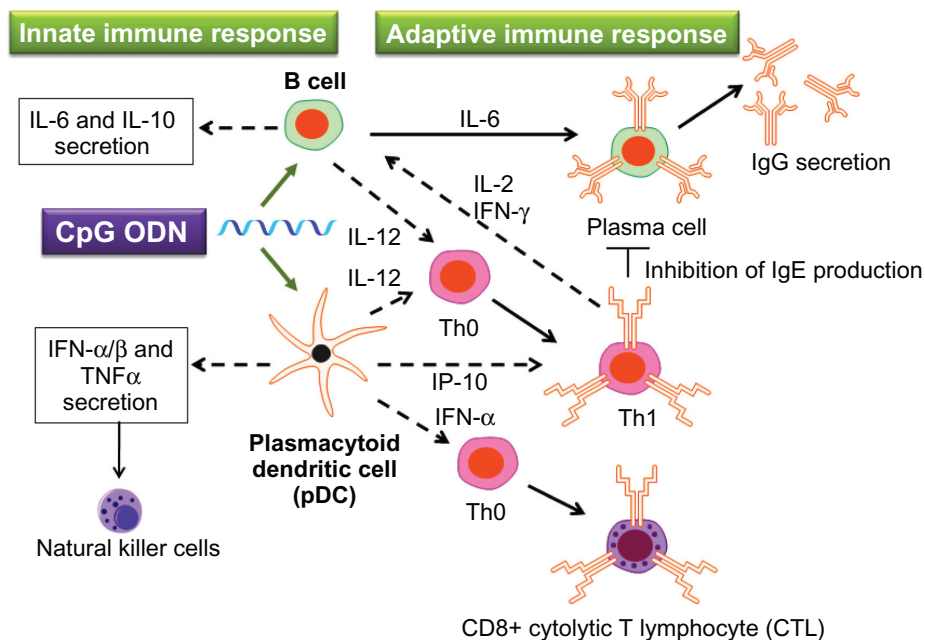 Innate immune response
Adaptive immune response
B cell
IL-6 and IL-10
secretion
IL-6
IgG secretion
IL-2
IFN-γ
CpG ODN
IL-12
Plasma cell
IL-12
Inhibition of IgE production
Th0
IFN-α/β and
TNFα
secretion
IP-10
Th1
IFN-α
Plasmacytoid
dendritic cell
(pDC)
Th0
Natural killer cells
CD8+ cytolytic T lymphocyte (CTL)